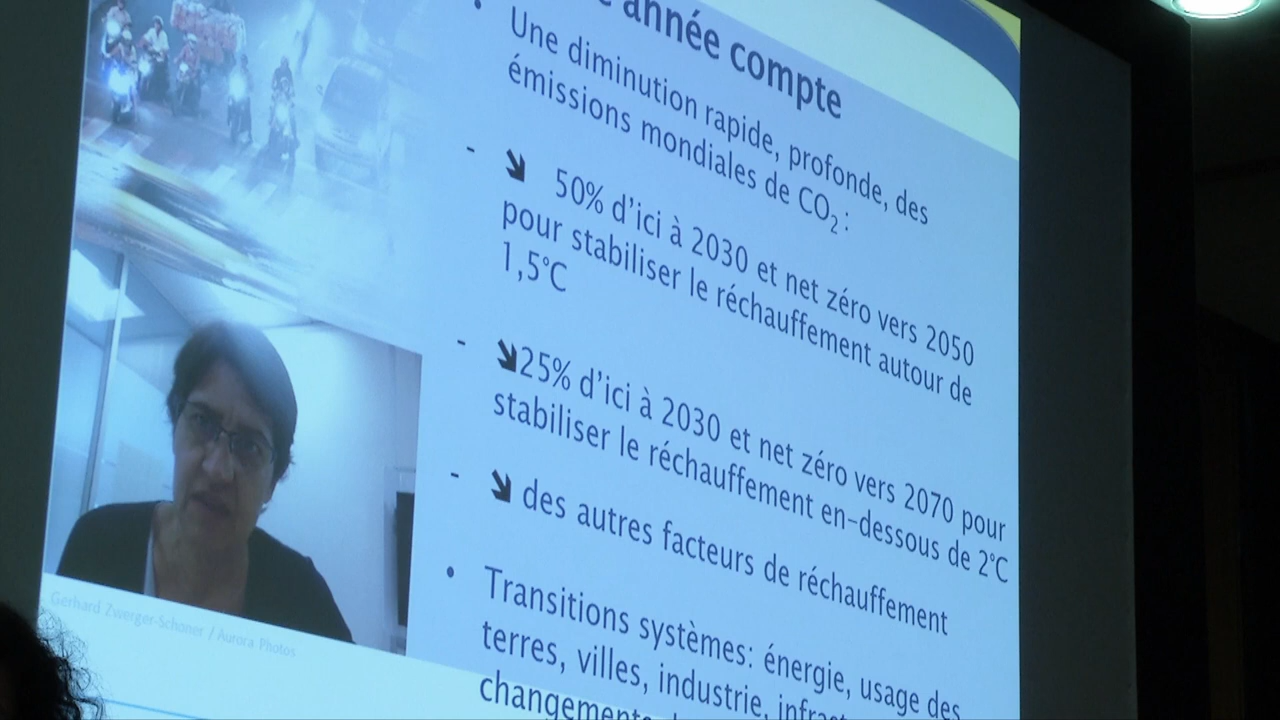 année compte
• Une diminution rapide, profonde, des
émissions mondiales de CO₂ :
- ➘ 50% d'ici à 2030 et net zéro vers 2050
pour stabiliser le réchauffement autour de
1,5°C
- ➘25% d'ici à 2030 et net zéro vers 2070 pour
stabiliser le réchauffement en-dessous de 2°C
- ➘ des autres facteurs de réchauffement
• Transitions systèmes: énergie, usage des
terres, villes, industrie,
Gerhard Zwerger-Schoner / Aurora Photos